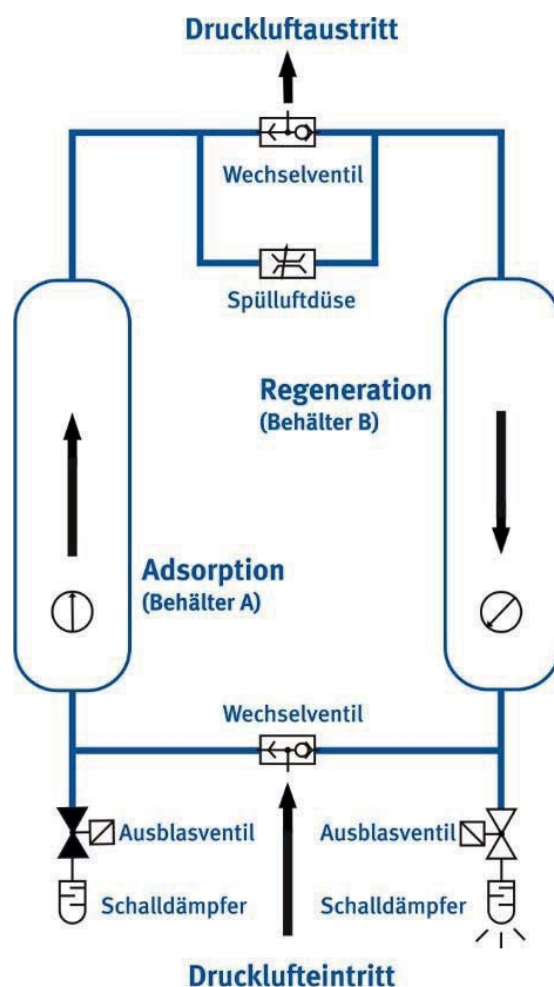 Druckluftaustritt
Wechselventil
Spülluftdüse
Regeneration
(Behälter B)
Adsorption
(Behälter A)
Wechselventil
Ausblasventil
Ausblasventil
Schalldämpfer
Schalldämpfer
Drucklufteintritt